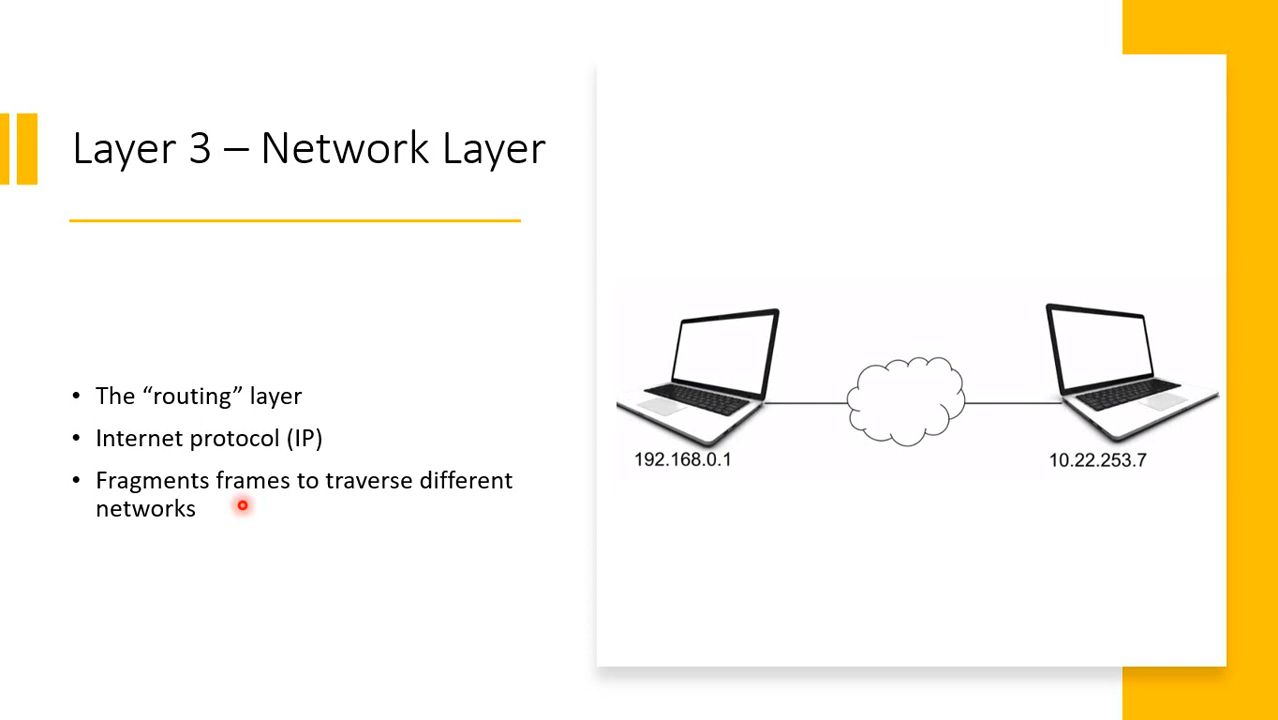 Layer 3 – Network Layer
• The “routing” layer
• Internet protocol (IP)
• Fragments frames to traverse different
networks
192.168.0.1
10.22.253.7